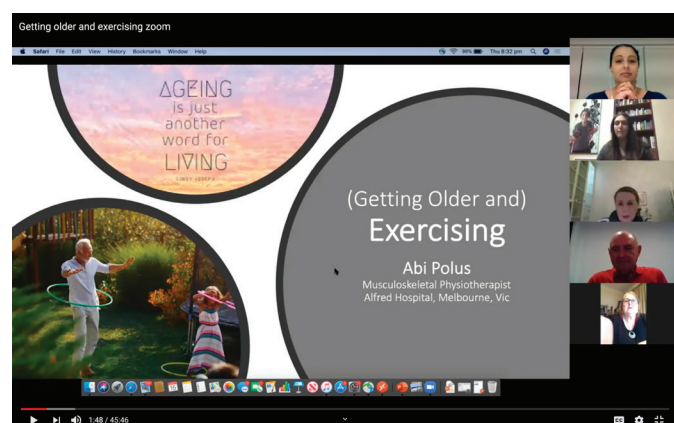 Getting older and exercising zoom
Safari File Edit View History Bookmarks Window Help
98% Thu 8:32 pm
AGEING
is just
another
word for
LIVING
(Getting Older and)
Exercising
Abi Polus
Musculoskeletal Physiotherapist
Alfred Hospital, Melbourne, Vic
1:48 / 45:46